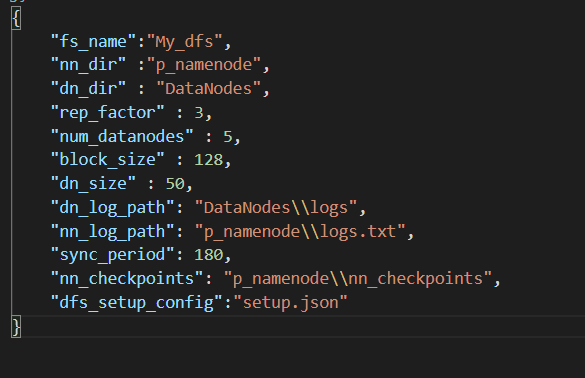 {
"fs_name":"My_dfs",
"nn_dir" :"p_namenode",
"dn_dir" : "DataNodes",
"rep_factor" : 3,
"num_datanodes" : 5,
"block_size" : 128,
"dn_size" : 50,
"dn_log_path": "DataNodes\\logs",
"nn_log_path": "p_namenode\\logs.txt",
"sync_period": 180,
"nn_checkpoints": "p_namenode\\nn_checkpoints",
"dfs_setup_config":"setup.json"
}